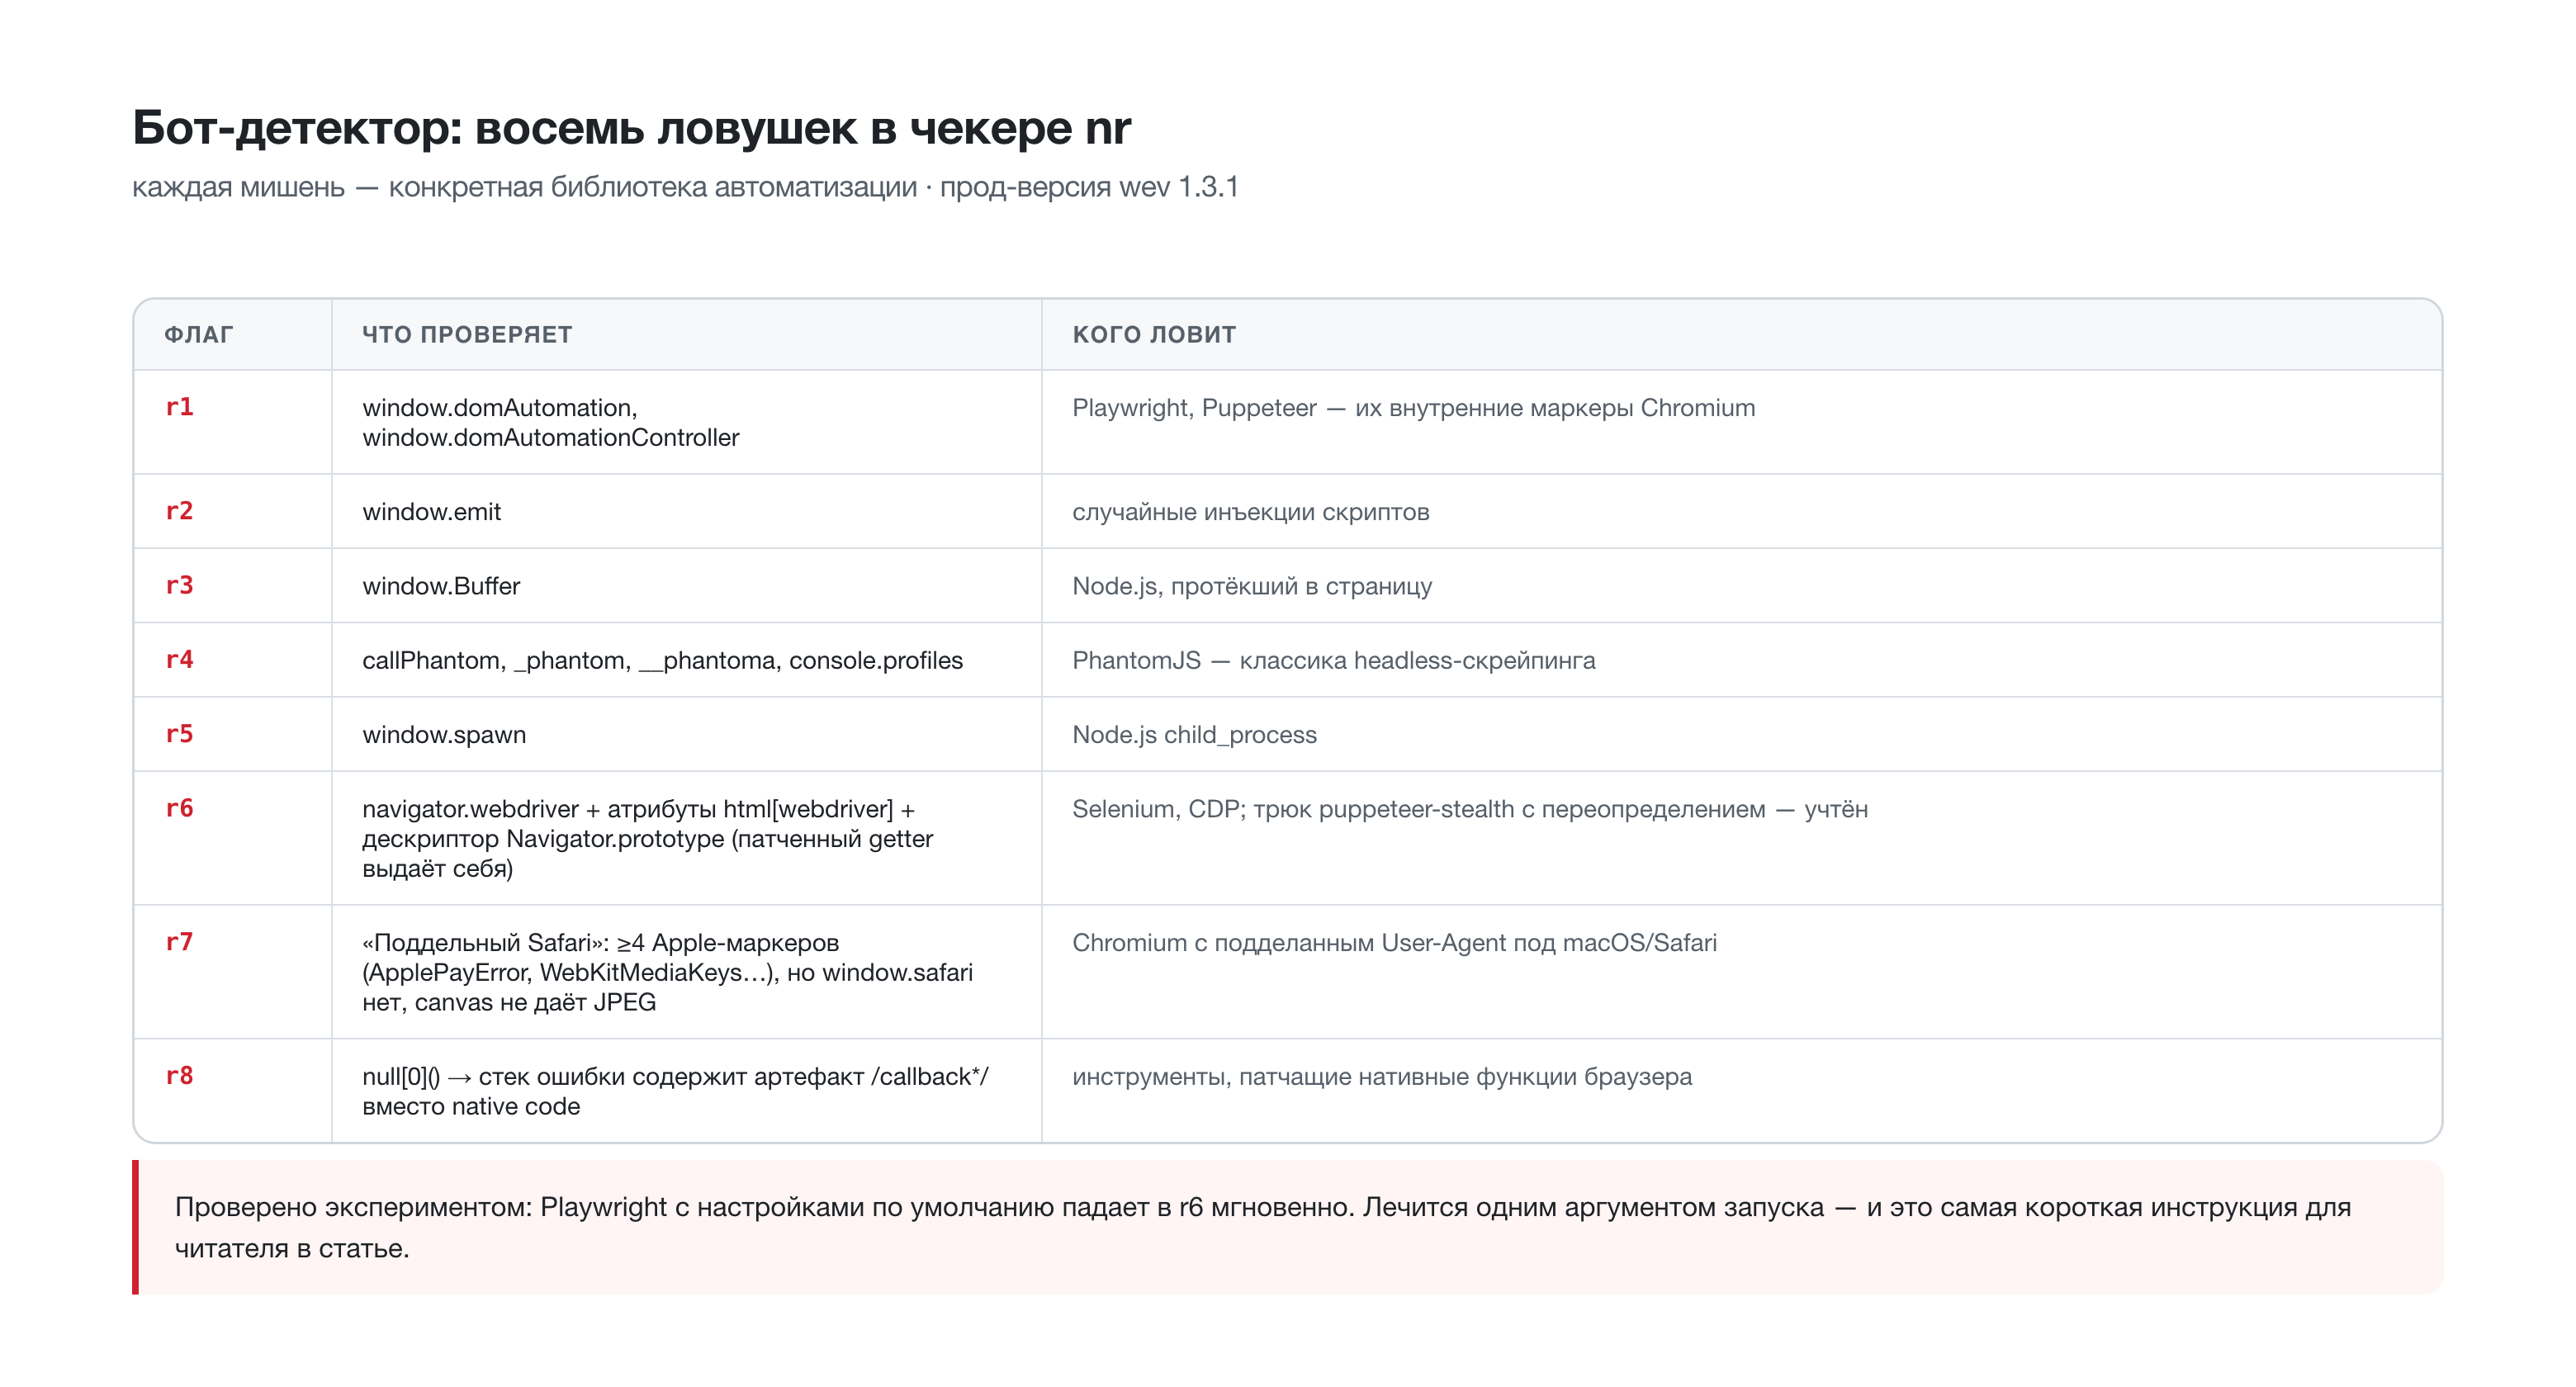 Бот-детектор: восемь ловушек в чекере nr
каждая мишень — конкретная библиотека автоматизации · прод-версия wev 1.3.1
ФЛАГ
ЧТО ПРОВЕРЯЕТ
КОГО ЛОВИТ
r1
window.domAutomation,
window.domAutomationController
Playwright, Puppeteer — их внутренние маркеры Chromium
r2
window.emit
случайные инъекции скриптов
r3
window.Buffer
Node.js, протёкший в страницу
r4
callPhantom, _phantom, __phantoma, console.profiles
PhantomJS — классика headless-скрейпинга
r5
window.spawn
Node.js child_process
r6
navigator.webdriver + атрибуты html[webdriver] +
дескриптор Navigator.prototype (патченный getter
выдаёт себя)
Selenium, CDP; трюк puppeteer-stealth с переопределением — учтён
r7
«Поддельный Safari»: ≥4 Apple-маркеров
(ApplePayError, WebKitMediaKeys…), но window.safari
нет, canvas не даёт JPEG
Chromium с подделанным User-Agent под macOS/Safari
r8
null[0]() → стек ошибки содержит артефакт /callback*/
вместо native code
инструменты, патчащие нативные функции браузера
Проверено экспериментом: Playwright с настройками по умолчанию падает в r6 мгновенно. Лечится одним аргументом запуска — и это самая короткая инструкция для
читателя в статье.